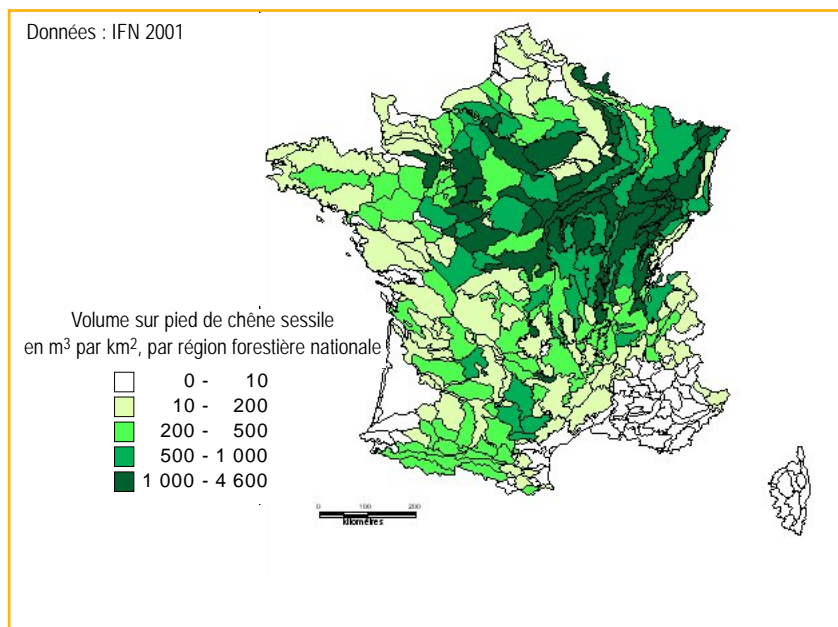 Données : IFN 2001
Volume sur pied de chêne sessile
en m³ par km², par région forestière nationale
0 - 10
10 - 200
200 - 500
500 - 1 000
1 000 - 4 600
0 100 200
kilomètres